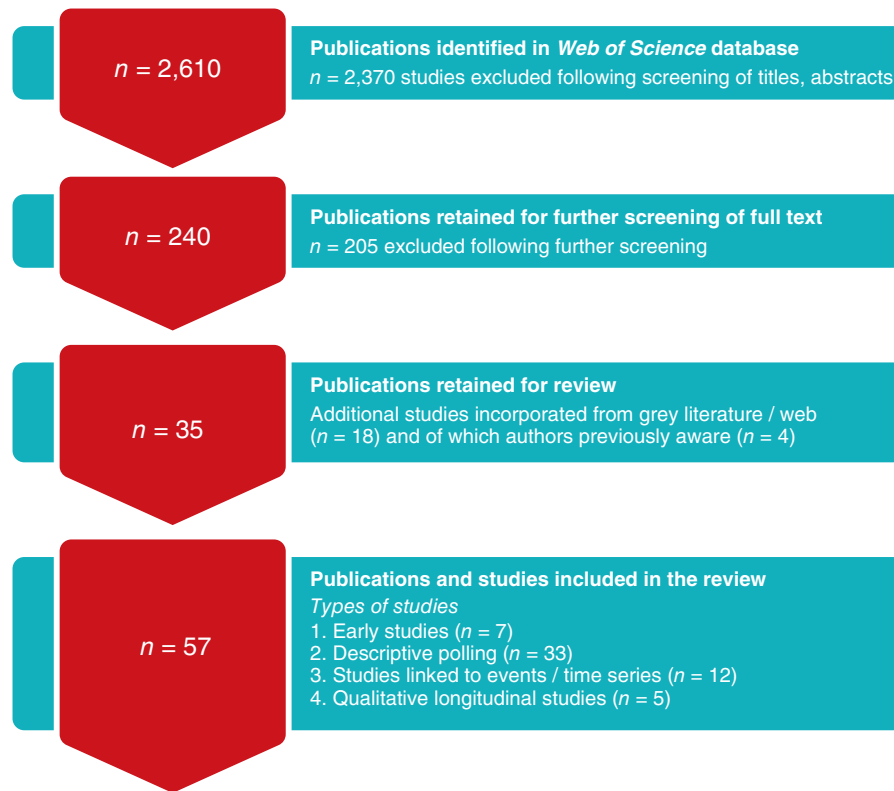 n = 2,610
Publications identified in Web of Science database
n = 2,370 studies excluded following screening of titles, abstracts
n = 240
Publications retained for further screening of full text
n = 205 excluded following further screening
n = 35
Publications retained for review
Additional studies incorporated from grey literature / web
(n = 18) and of which authors previously aware (n = 4)
n = 57
Publications and studies included in the review
Types of studies
1. Early studies (n = 7)
2. Descriptive polling (n = 33)
3. Studies linked to events / time series (n = 12)
4. Qualitative longitudinal studies (n = 5)